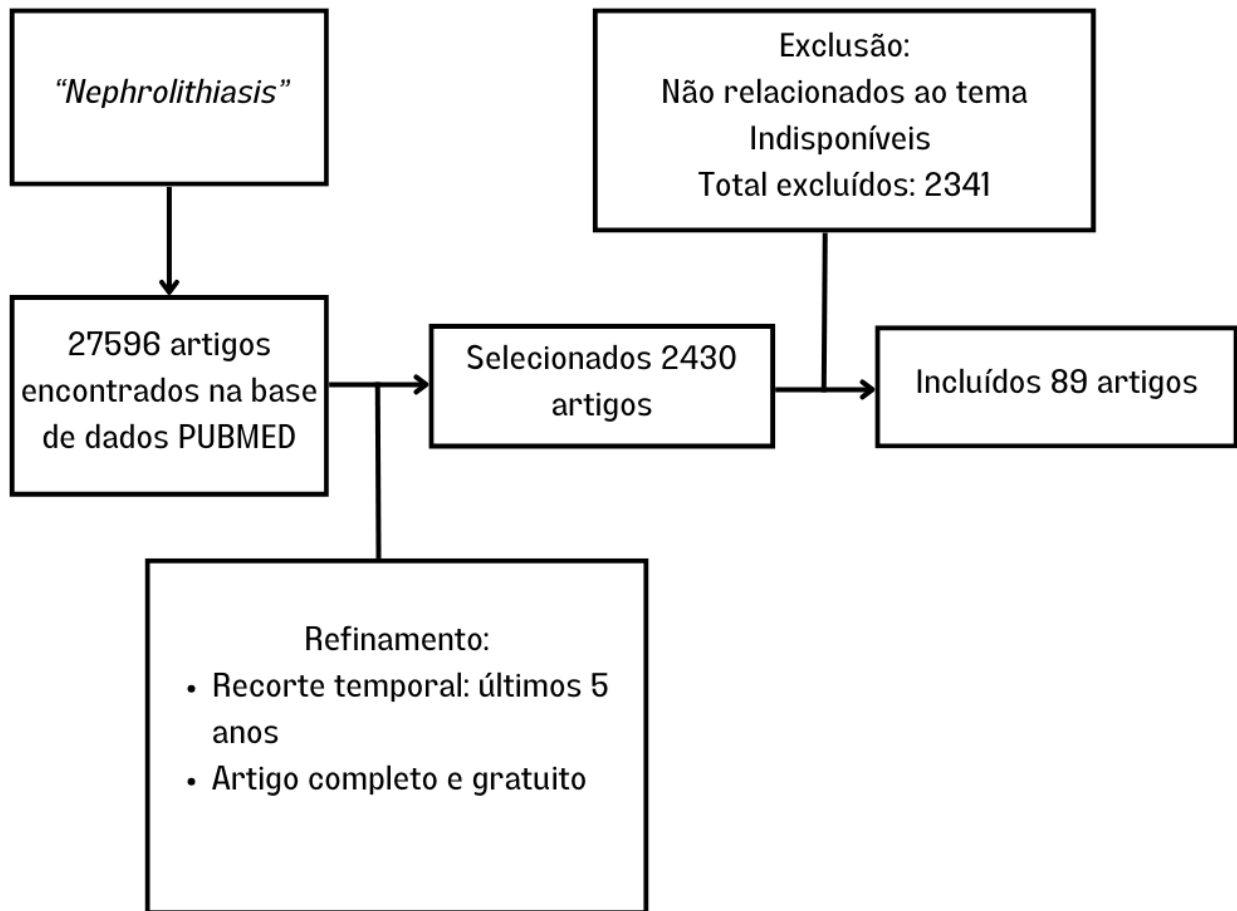 “Nephrolithiasis”
Exclusão:
Não relacionados ao tema
Indisponíveis
Total excluídos: 2341
27596 artigos
encontrados na base
de dados PUBMED
Selecionados 2430
artigos
Incluídos 89 artigos
Refinamento:
• Recorte temporal: últimos 5
anos
• Artigo completo e gratuito